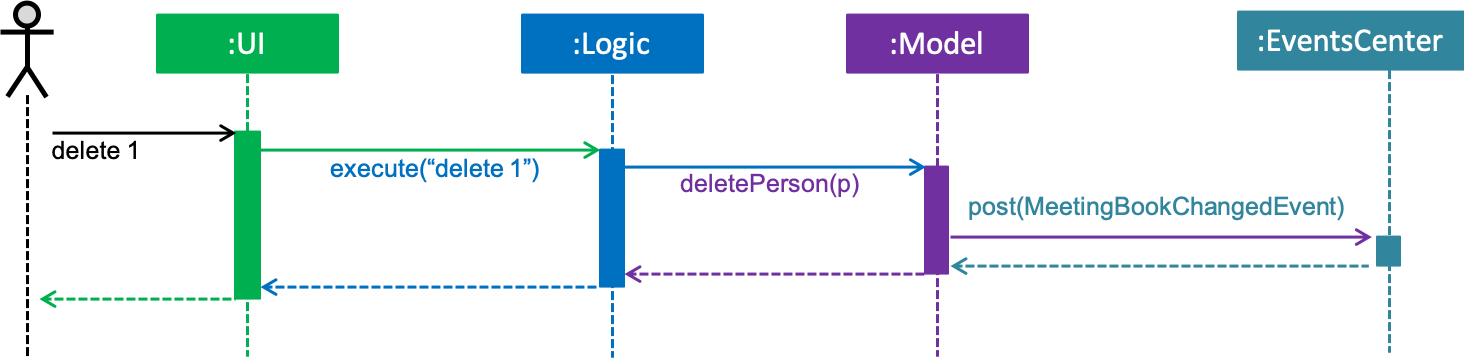 :UI
:Logic
:Model
:EventsCenter
delete 1
execute(“delete 1”)
deletePerson(p)
post(MeetingBookChangedEvent)